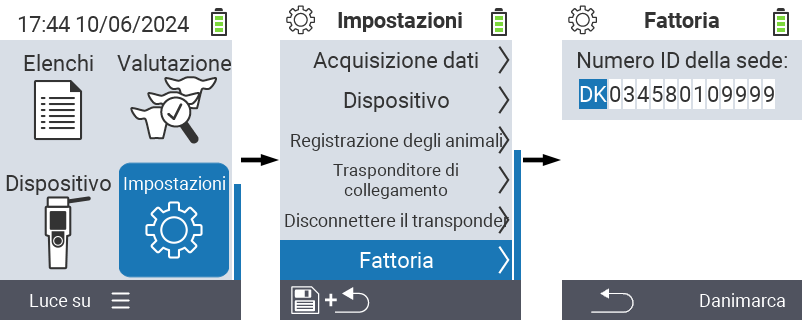 17:44 10/06/2024
Elenchi
Valutazione
Dispositivo
Impostazioni
Luce su
Impostazioni
Acquisizione dati
Dispositivo
Registrazione degli animali
Trasponditore di
collegamento
Disconnettere il transponder
Fattoria
Fattoria
Numero ID della sede:
DK034580109999
Danimarca